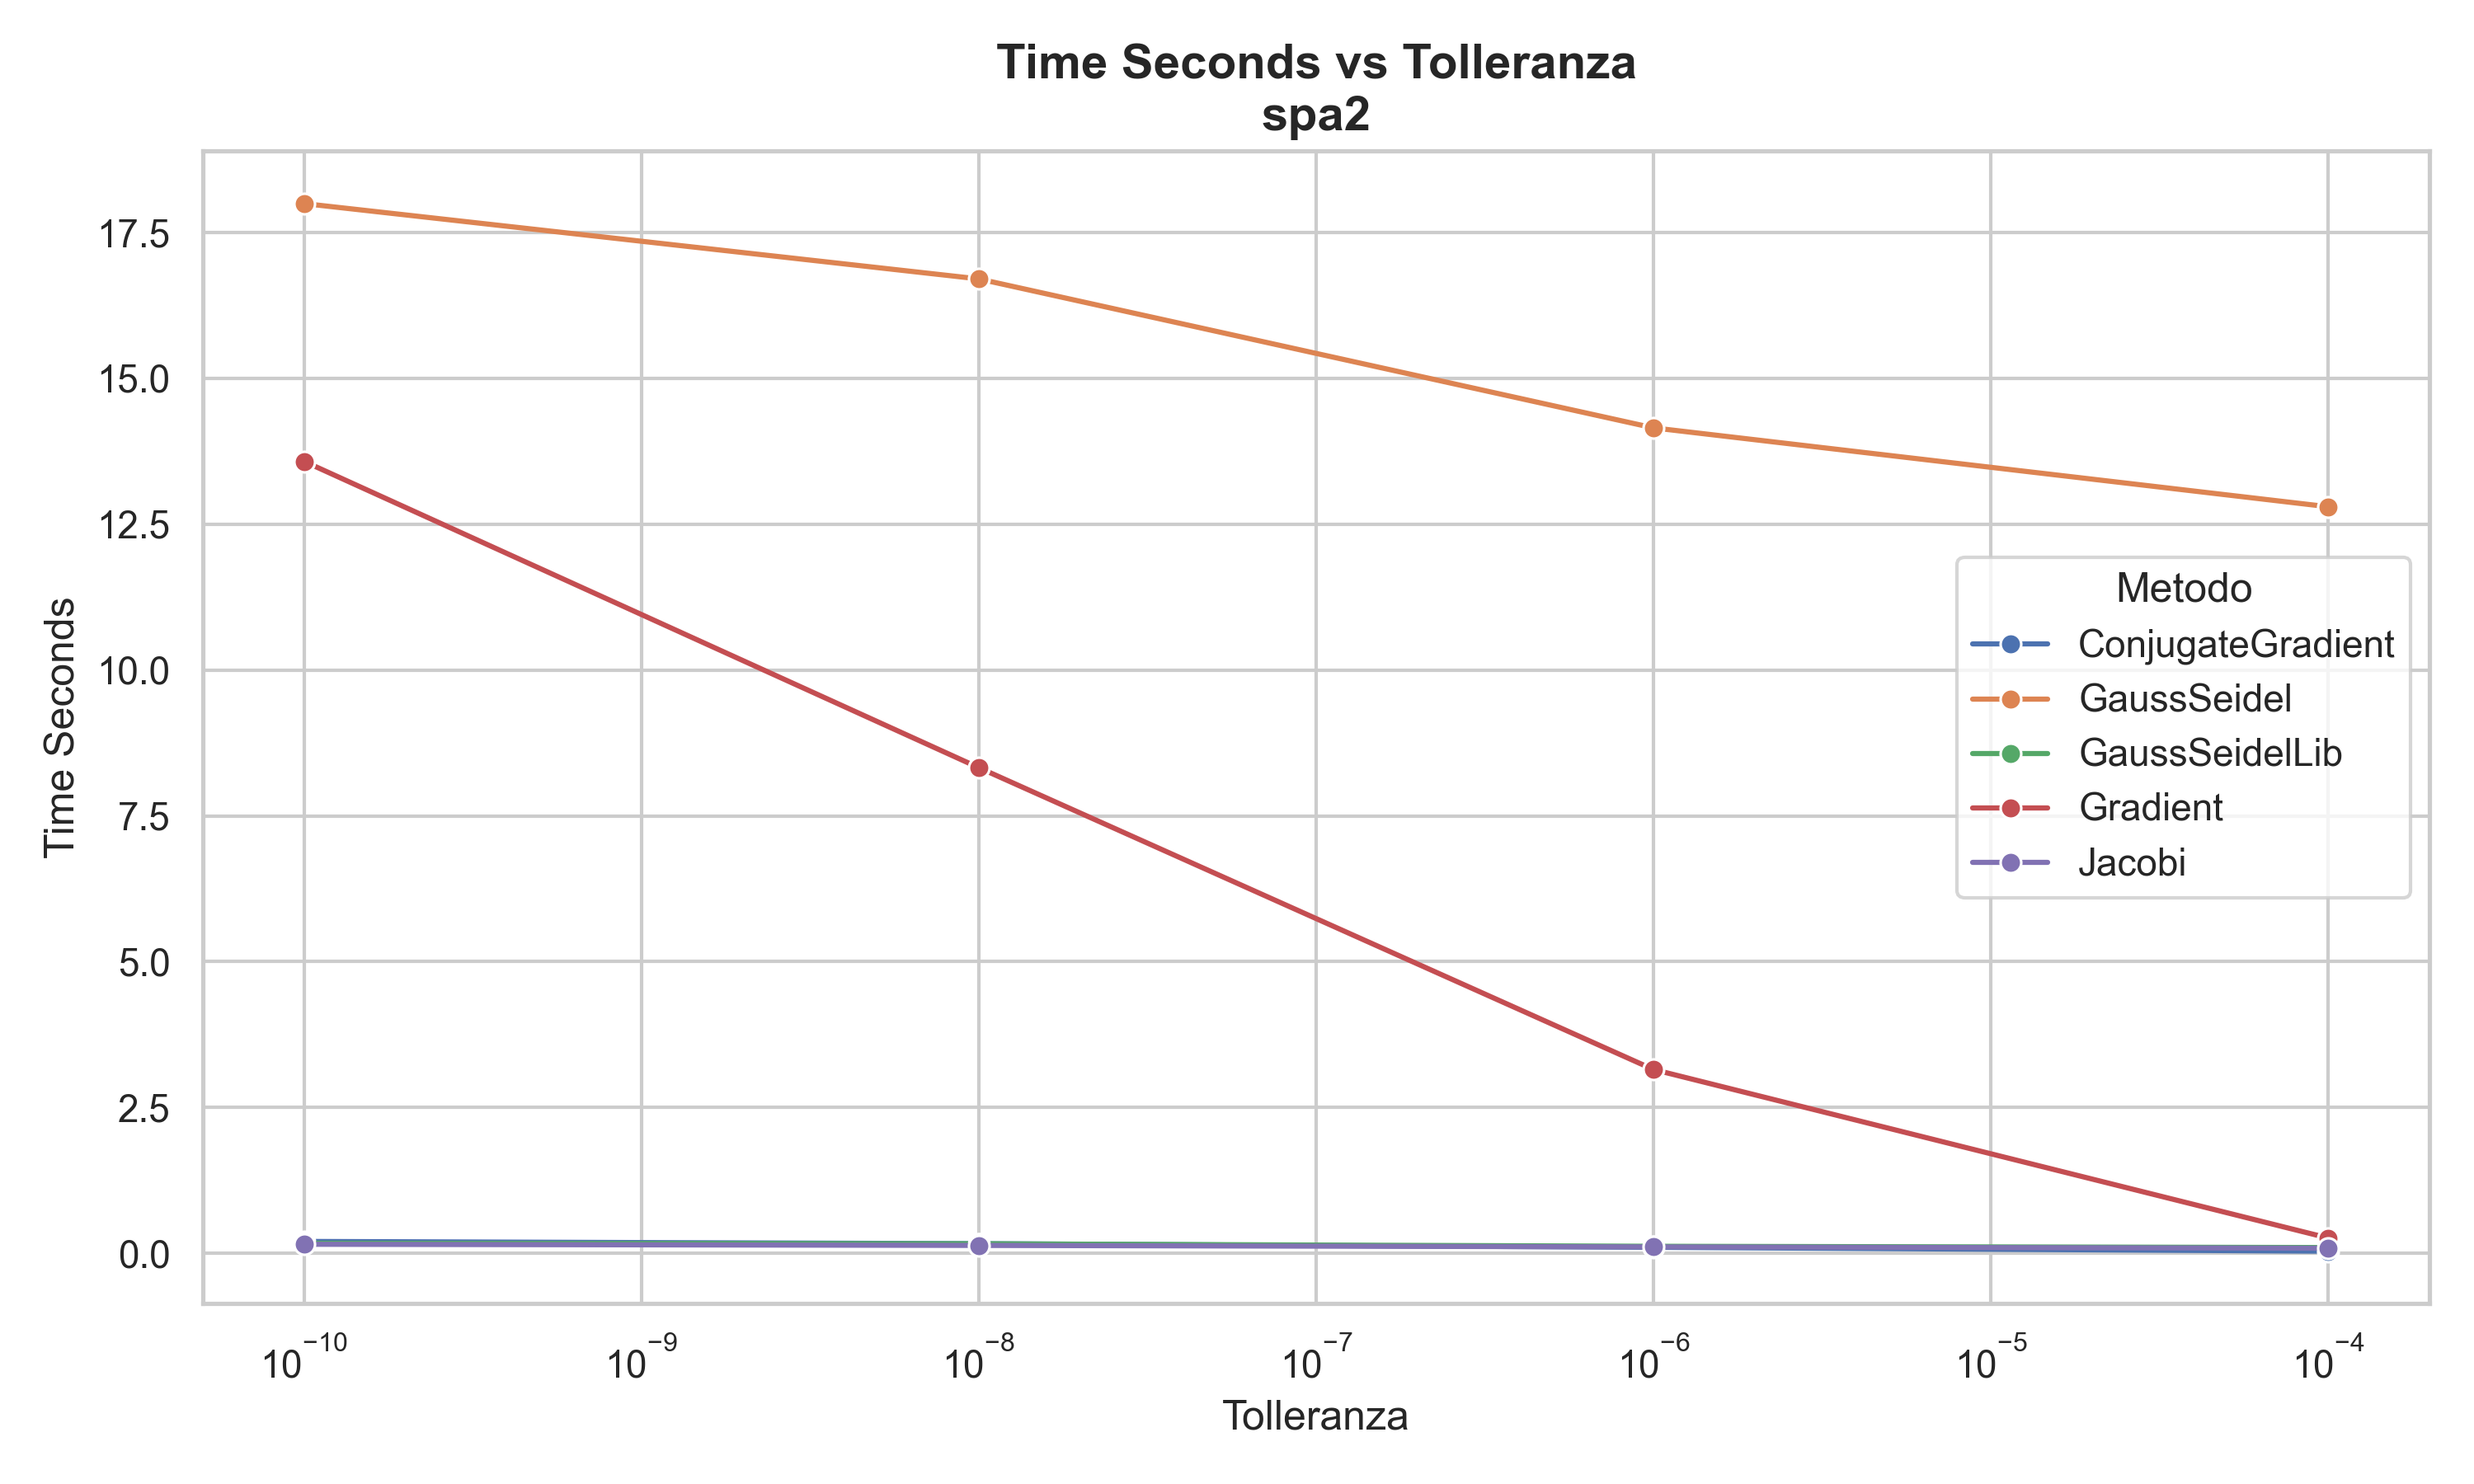 Time Seconds vs Tolleranza
spa2
Time Seconds
17.5
15.0
12.5
10.0
7.5
5.0
2.5
0.0
Metodo
ConjugateGradient
GaussSeidel
GaussSeidelLib
Gradient
Jacobi
10⁻¹⁰ 10⁻⁹ 10⁻⁸ 10⁻⁷ 10⁻⁶ 10⁻⁵ 10⁻⁴
Tolleranza